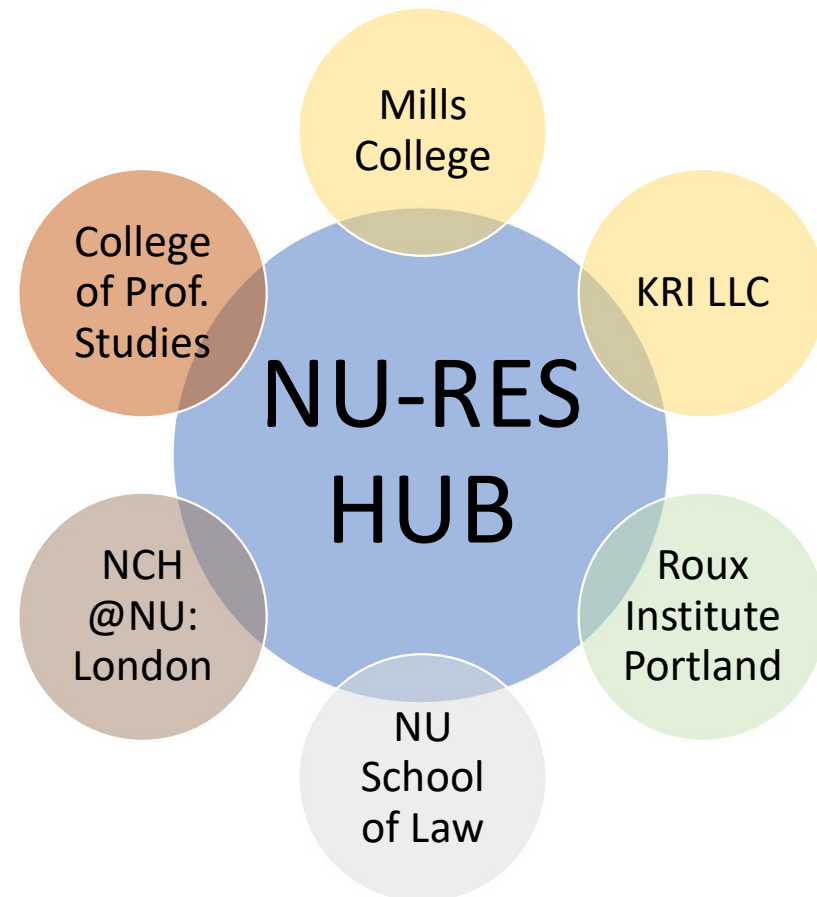 Mills
College
College
of Prof.
Studies
KRI LLC
NU-RES
HUB
NCH
@NU:
London
Roux
Institute
Portland
NU
School
of Law